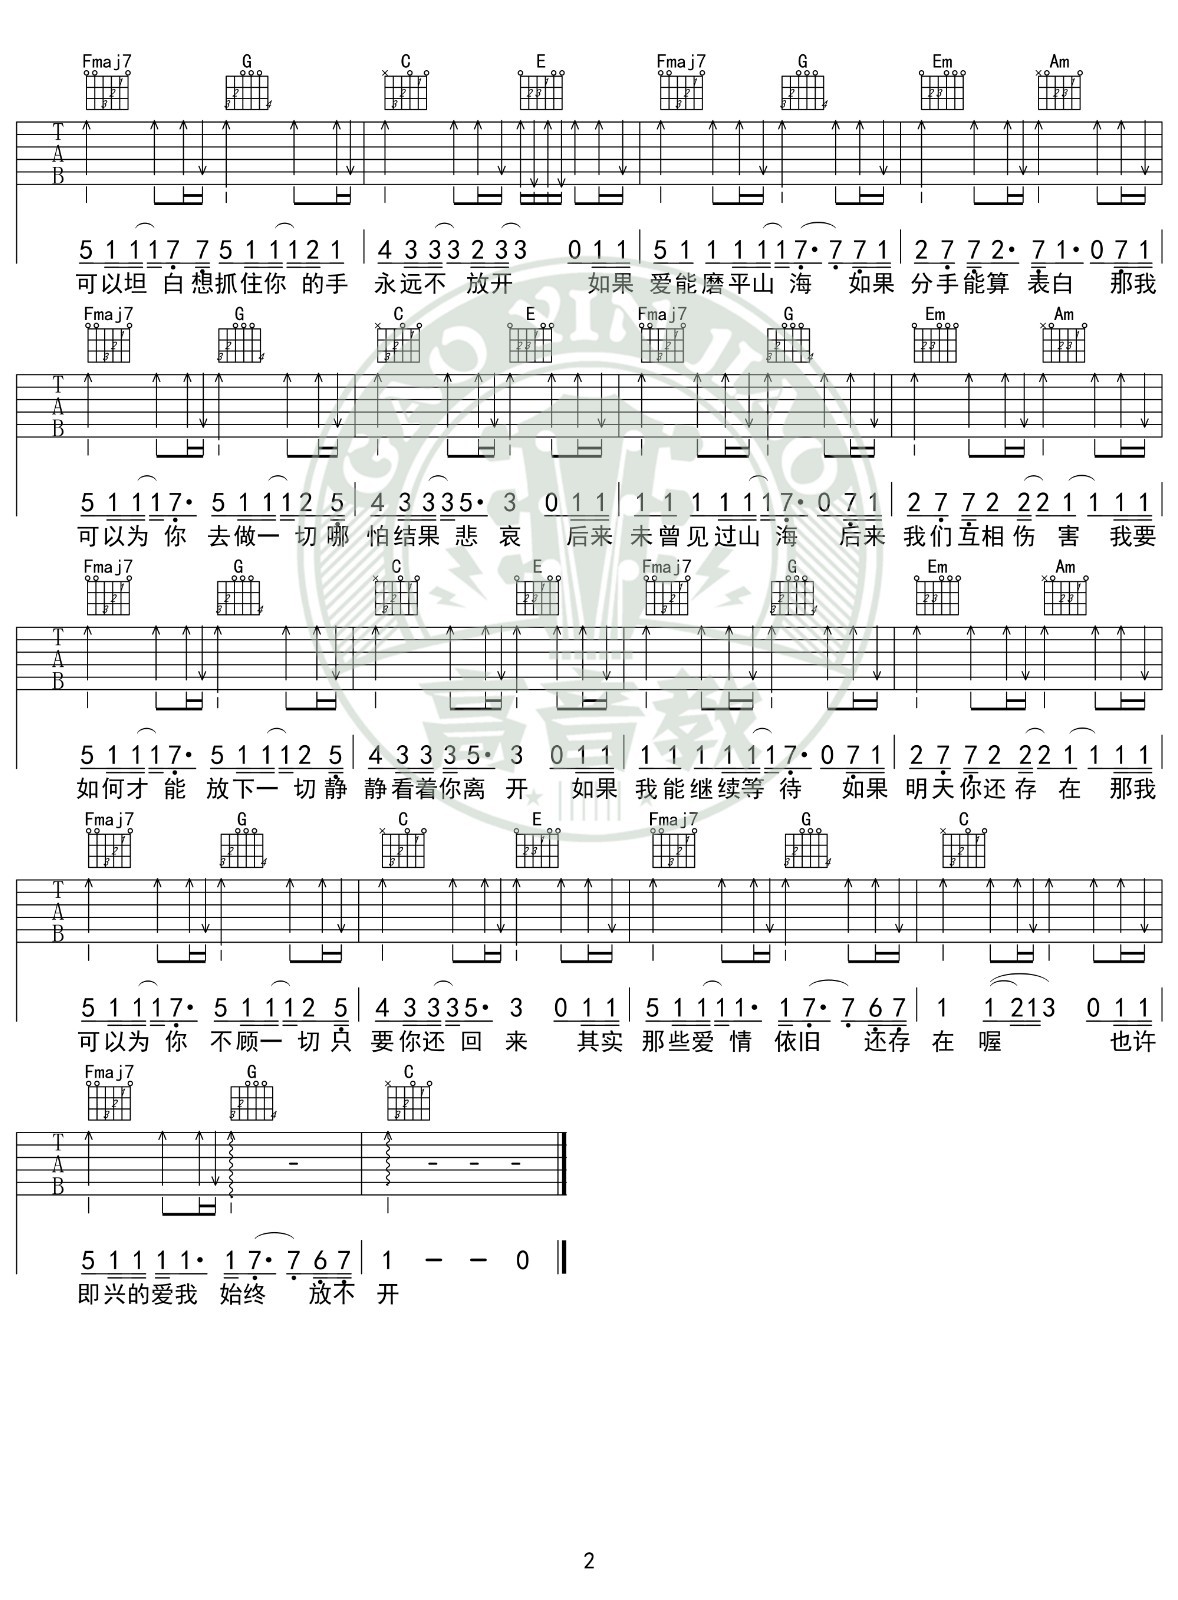 Fmaj7 G C E Fmaj7 G Em Am
T
A
B
5 1 1 1 7 7 5 1 1 1 2 1 4 3 3 3 2 3 3 0 1 1 5 1 1 1 1 1 7· 7 7 1 2 7 7 2· 7 1 0 7 1
可以坦 白想抓住你 的手 永远不 放开 如果 爱能磨平山 海 如果 分手能算 表白 那我
Fmaj7 G C E Fmaj7 G Em Am
T
A
B
5 1 1 1 7· 5 1 1 1 2 5 4 3 3 3 5· 3 0 1 1 1 1 1 1 1 1 7· 0 7 1 2 7 7 2 2 2 1 1 1 1
可以为 你 去做一 切哪 怕结果 悲 哀 后来 未曾见过山 海 后来 我们互相伤 害 我要
Fmaj7 G C E Fmaj7 G Em Am
T
A
B
5 1 1 1 7· 5 1 1 1 2 5 4 3 3 3 5· 3 0 1 1 1 1 1 1 1 1 7· 0 7 1 2 7 7 2 2 2 1 1 1 1
如何才 能 放下一 切静 静看着你离 开 如果 我能继续等 待 如果 明天你还存 在 那我
Fmaj7 G C E Fmaj7 G C
T
A
B
5 1 1 1 7· 5 1 1 1 2 5 4 3 3 3 5· 3 0 1 1 5 1 1 1 1· 1 7· 7 6 7 1 1 2 1 3 0 1 1
可以为 你 不顾一 切只 要你还 回 来 其实 那些爱 情 依旧 还存 在 喔 也许
Fmaj7 G C
T
A
B
5 1 1 1 1· 1 7· 7 6 7 1 – – 0
即兴的爱我 始终 放不 开
GAO YIN JIAO
高音教
2